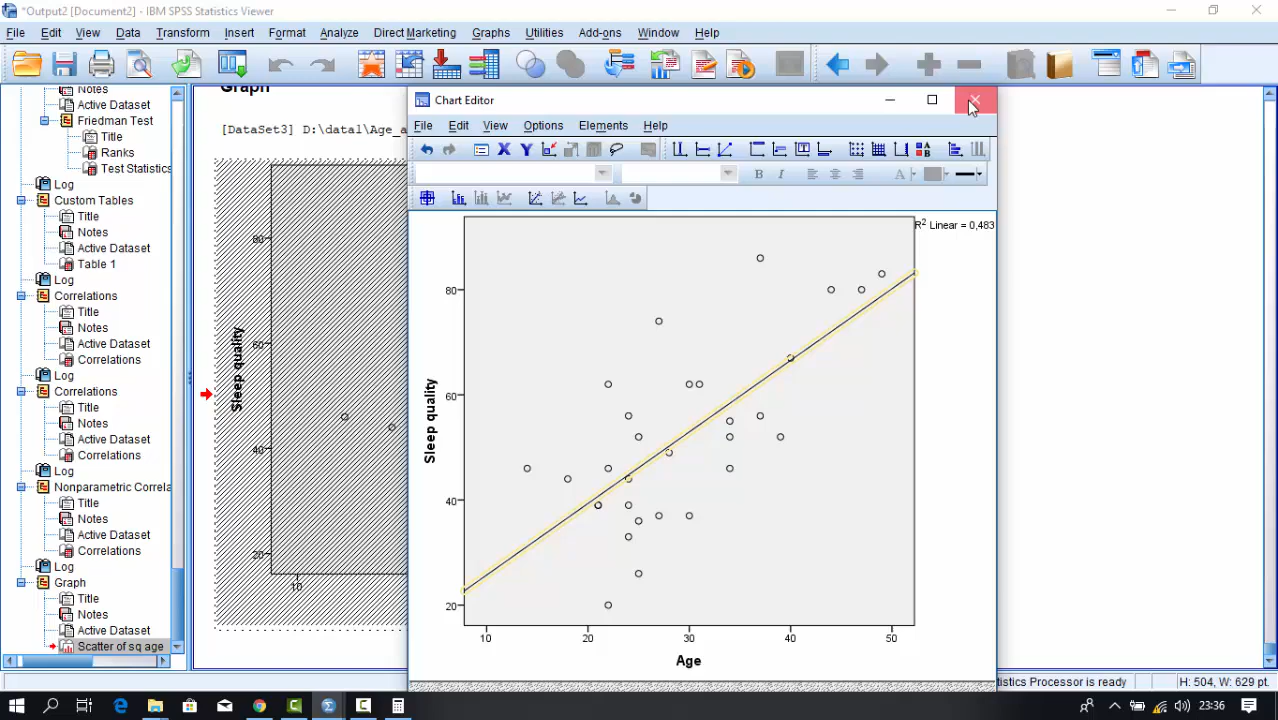 *Output2 [Document2] - IBM SPSS Statistics Viewer
File Edit View Data Transform Insert Format Analyze Direct Marketing Graphs Utilities Add-ons Window Help
Notes
Active Dataset
Friedman Test
Title
Ranks
Test Statistics
Log
Custom Tables
Title
Notes
Active Dataset
Table 1
Log
Correlations
Title
Notes
Active Dataset
Correlations
Log
Correlations
Title
Notes
Active Dataset
Correlations
Log
Nonparametric Correla
Title
Notes
Active Dataset
Correlations
Log
Graph
Title
Notes
Active Dataset
Scatter of sq age
Graph
[DataSet3] D:\data1\Age_a
80
60
40
20
Sleep quality
10
Chart Editor
File Edit View Options Elements Help
X Y
B I
A
R2 Linear = 0,483
80
60
40
20
Sleep quality
10 20 30 40 50
Age
tistics Processor is ready H: 504, W: 629 pt.
23:36